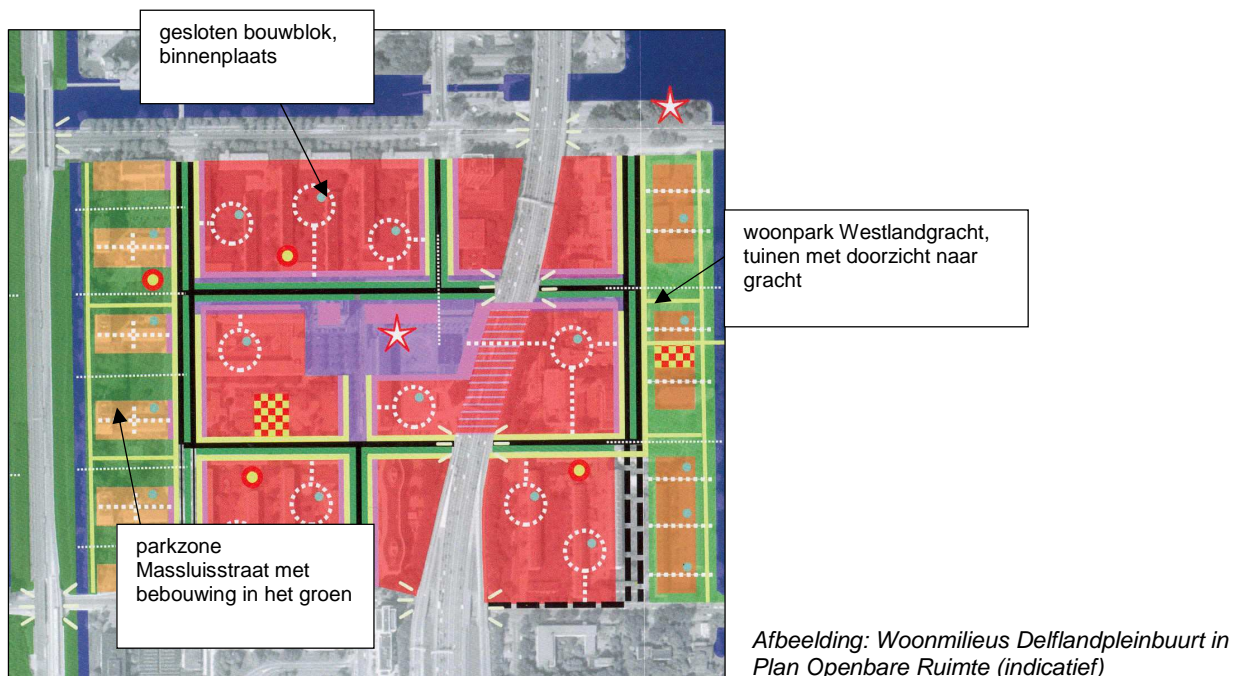 gesloten bouwblok,
binnenplaats
woonpark Westlandgracht,
tuinen met doorzicht naar
gracht
parkzone
Massluisstraat met
bebouwing in het groen
Afbeelding: Woonmilieus Delflandpleinbuurt in
Plan Openbare Ruimte (indicatief)